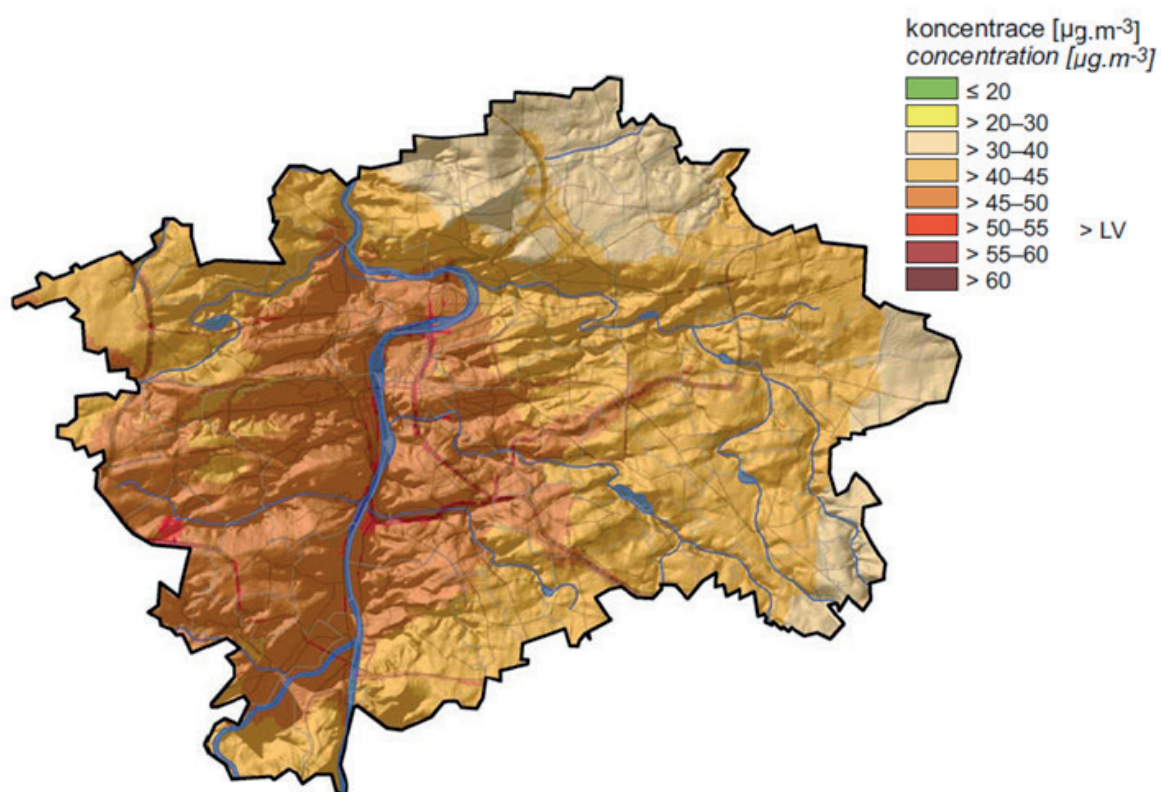 koncentrace [µg.m-3]
concentration [µg.m-3]
≤ 20
> 20–30
> 30–40
> 40–45
> 45–50
> 50–55
> LV
> 55–60
> 60